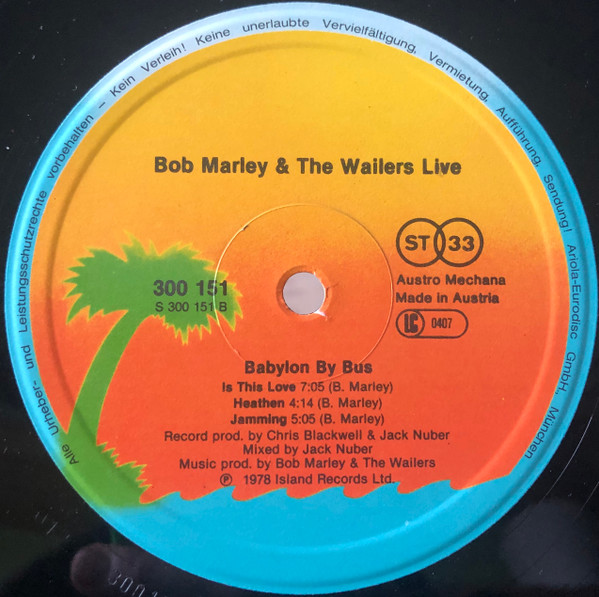 Alle Urheber- und Leistungsschutzrechte vorbehalten – Kein Verleih! Keine unerlaubte Vervielfältigung, Vermietung, Aufführung, Sendung! Ariola-Eurodisc GmbH, München
Bob Marley & The Wailers Live
ST 33
300 151
S 300 151 B
Austro Mechana
Made in Austria
LC 0407
Babylon By Bus
Is This Love 7:05 (B. Marley)
Heathen 4:14 (B. Marley)
Jamming 5:05 (B. Marley)
Record prod. by Chris Blackwell & Jack Nuber
Mixed by Jack Nuber
Music prod. by Bob Marley & The Wailers
Ⓟ 1978 Island Records Ltd.